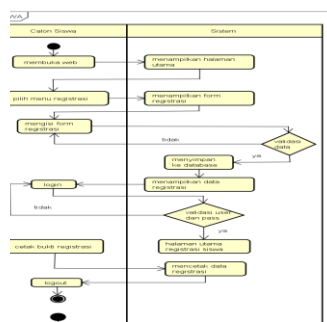 WA
Calon Siswa
Sistem
membuka web
menampilkan halaman
utama
pilih menu registrasi
menampilkan form
registrasi
mengisi form
registrasi
validasi
data
tidak
ya
menyimpan
ke database
login
menampilkan data
registrasi
tidak
validasi user
dan pass
ya
cetak bukti registrasi
halaman utama
registrasi siswa
mencetak data
registrasi
logout